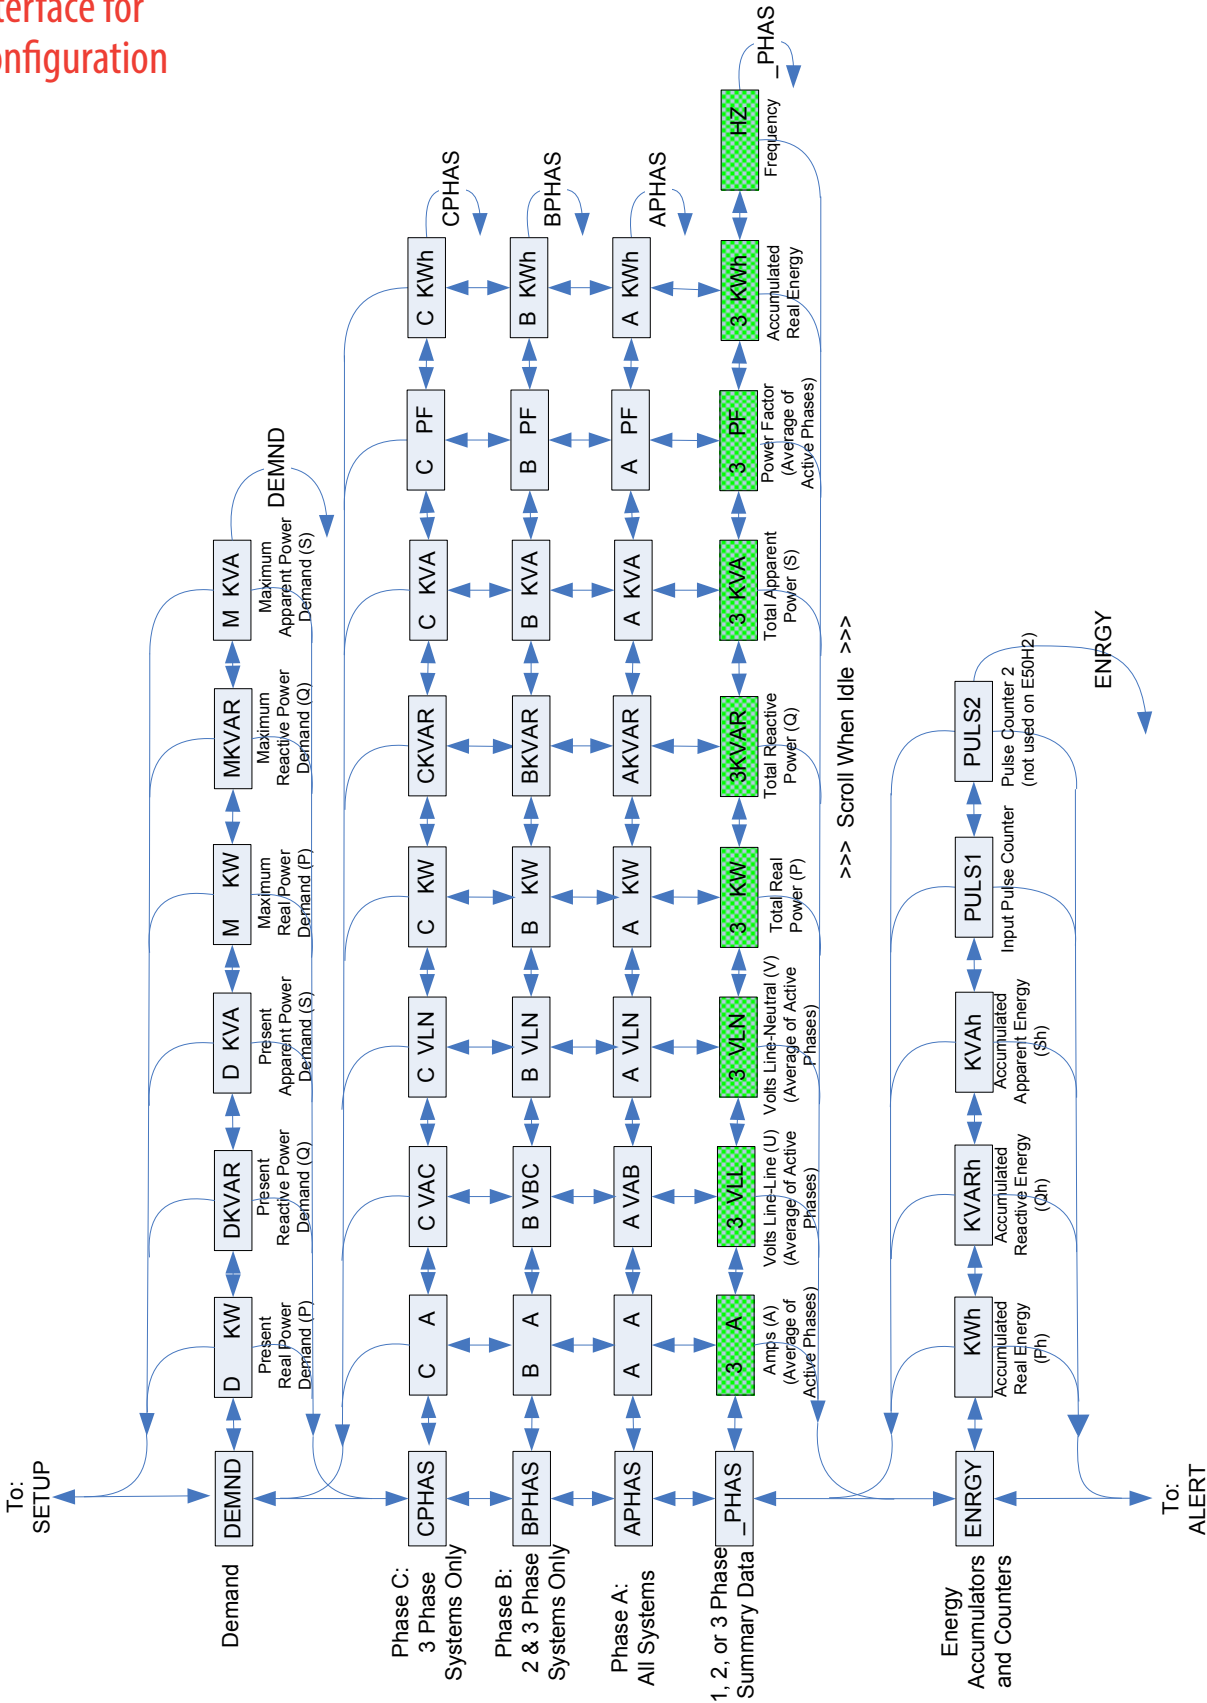 terface for
onfiguration
To:
SETUP
Demand
DEMND
D KW
Present
Real Power
Demand (P)
DKVAR
Present
Reactive Power
Demand (Q)
D KVA
Present
Apparent Power
Demand (S)
M KW
Maximum
Real Power
Demand (P)
MKVAR
Maximum
Reactive Power
Demand (Q)
M KVA
Maximum
Apparent Power
Demand (S)
DEMND
Phase C:
3 Phase
Systems Only
CPHAS
C A
C VAC
C VLN
C KW
CKVAR
C KVA
C PF
C KWh
CPHAS
Phase B:
2 & 3 Phase
Systems Only
BPHAS
B A
B VBC
B VLN
B KW
BKVAR
B KVA
B PF
B KWh
BPHAS
Phase A:
All Systems
APHAS
A A
A VAB
A VLN
A KW
AKVAR
A KVA
A PF
A KWh
APHAS
1, 2, or 3 Phase
Summary Data
_PHAS
3 A
Amps (A)
(Average of
Active Phases)
3 VLL
Volts Line-Line (U)
(Average of Active
Phases)
3 VLN
Volts Line-Neutral (V)
(Average of Active
Phases)
3 KW
Total Real
Power (P)
3KVAR
Total Reactive
Power (Q)
3 KVA
Total Apparent
Power (S)
3 PF
Power Factor
(Average of
Active Phases)
3 KWh
Accumulated
Real Energy
HZ
Frequency
_PHAS
>>> Scroll When Idle >>>
Energy
Accumulators
and Counters
ENRGY
KWh
Accumulated
Real Energy
(Ph)
KVARh
Accumulated
Reactive Energy
(Qh)
KVAh
Accumulated
Apparent Energy
(Sh)
PULS1
Input Pulse Counter
PULS2
Pulse Counter 2
(not used on E50H2)
ENRGY
To:
ALERT